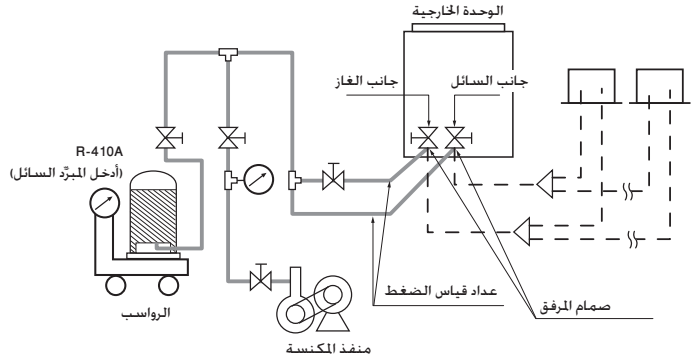 الوحدة الخارجية
جانب الغاز
جانب السائل
R-410A
(أدخل المبرِّد السائل)
عداد قياس الضغط
صمام المرفق
الرواسب
منفذ المكنسة